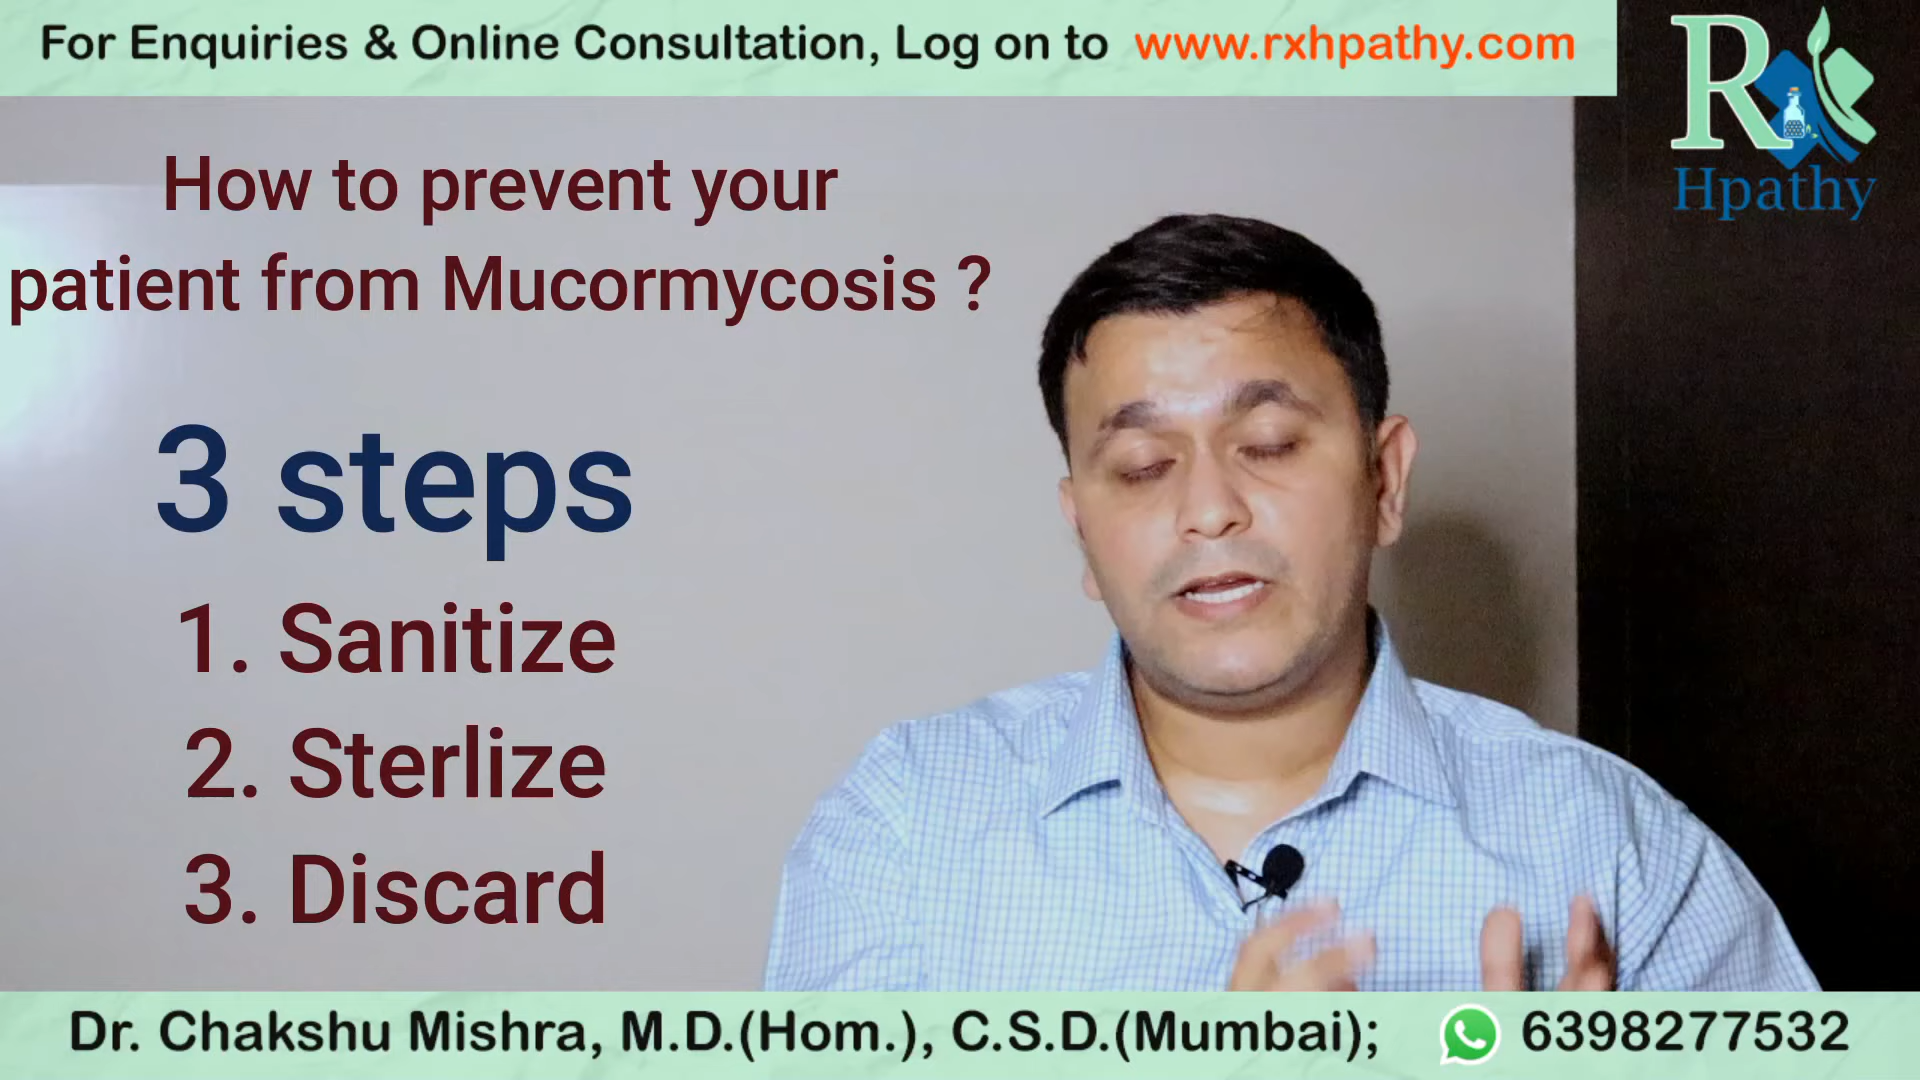 For Enquiries & Online Consultation, Log on to www.rxhpathy.com
Rx
Hpathy
How to prevent your
patient from Mucormycosis ?
3 steps
1. Sanitize
2. Sterlize
3. Discard
Dr. Chakshu Mishra, M.D.(Hom.), C.S.D.(Mumbai); 6398277532